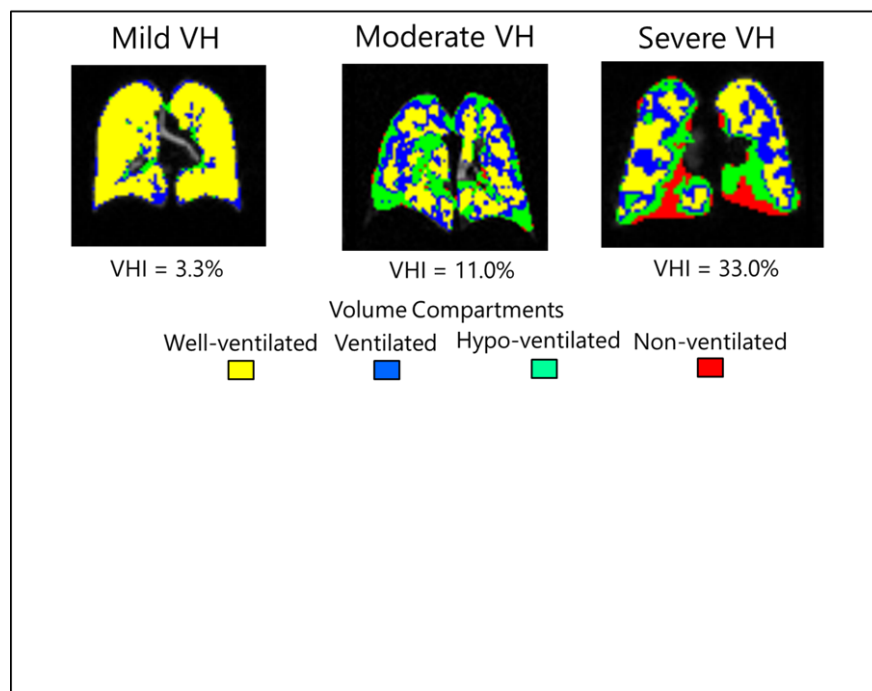 Mild VH Moderate VH Severe VH
VHI = 3.3% VHI = 11.0% VHI = 33.0%
Volume Compartments
Well-ventilated Ventilated Hypo-ventilated Non-ventilated